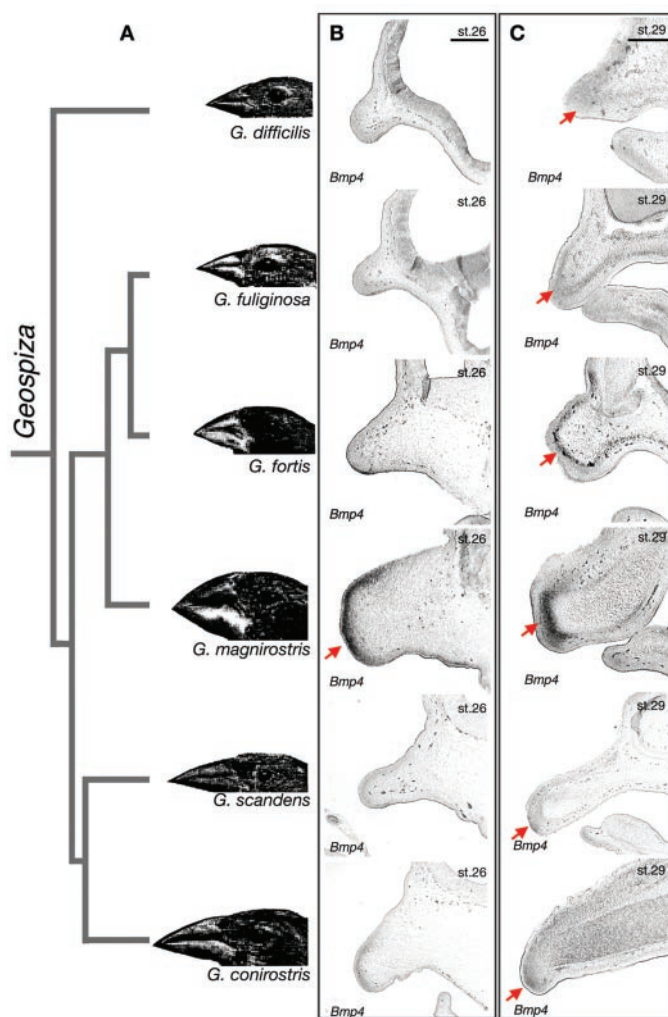 A
B
C
Geospiza
G. difficilis
G. fuliginosa
G. fortis
G. magnirostris
G. scandens
G. conirostris
st.26
Bmp4
st.26
Bmp4
st.26
Bmp4
st.26
Bmp4
st.26
Bmp4
st.26
Bmp4
st.29
Bmp4
st.29
Bmp4
st.29
Bmp4
st.29
Bmp4
st.29
Bmp4
st.29
Bmp4